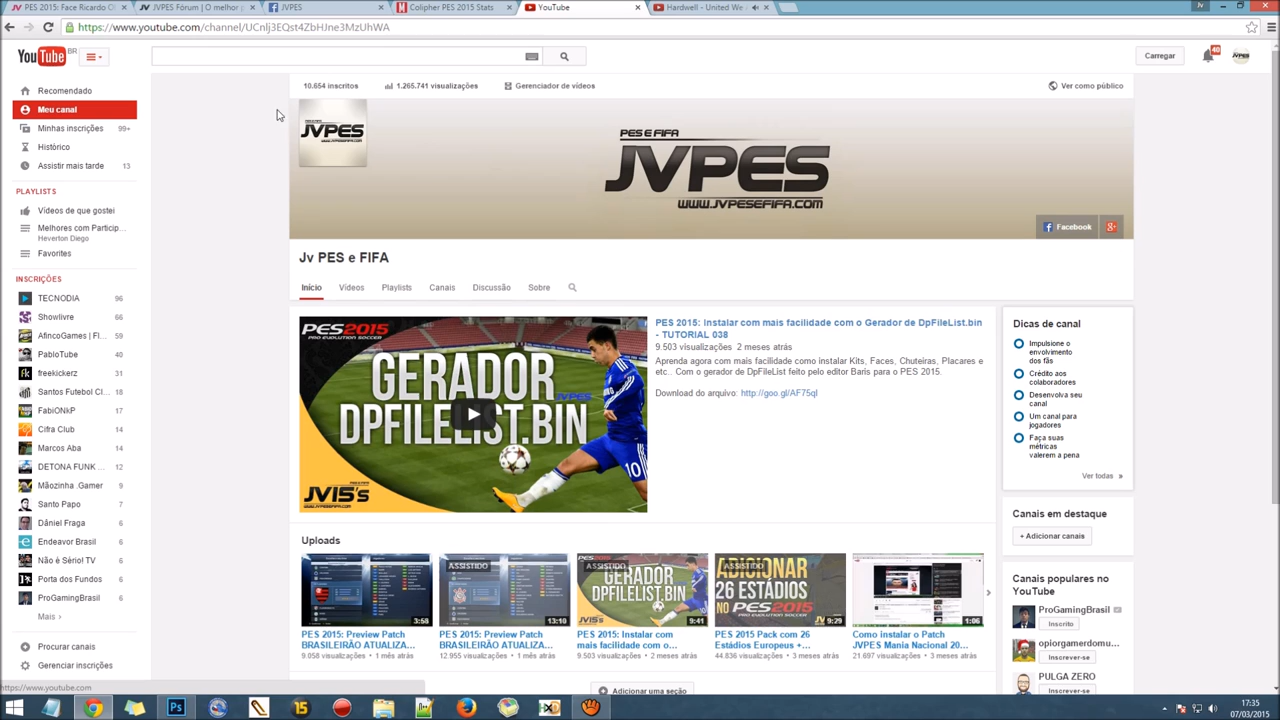 PES 2015: Face Ricardo O
JVPES Fórum | O melhor
JVPES
Colipher PES 2015 Stats
YouTube
Hardwell - United We
Jv
https://www.youtube.com/channel/UCnlj3EQst4ZbHJne3MzUhWA
YouTube BR
Carregar
40
Recomendado
Meu canal
Minhas inscrições 99+
Histórico
Assistir mais tarde 13
PLAYLISTS
Vídeos de que gostei
Melhores com Particip...
Heverton Diego
Favorites
INSCRIÇÕES
TECNODIA 96
Showlivre 66
AfincoGames | Fl... 59
PabloTube 40
freekickerz 31
Santos Futebol Cl... 18
FabiONkP 17
Cifra Club 14
Marcos Aba 14
DETONA FUNK ... 12
Mãozinha .Gamer 9
Santo Papo 7
Dâniel Fraga 6
Endeavor Brasil 6
Não é Sério! TV 6
Porta dos Fundos 6
ProGamingBrasil 6
Mais ›
Procurar canais
Gerenciar inscrições
https://www.youtube.com
10.654 inscritos
1.265.741 visualizações
Gerenciador de vídeos
Ver como público
JVPES
PES E FIFA
JVPES
WWW.JVPESEFIFA.COM
Facebook
Jv PES e FIFA
Início Vídeos Playlists Canais Discussão Sobre
PES 2015
PRO EVOLUTION SOCCER
GERADOR
DPFILELIST.BIN
JVPES
10
JV15's
PES 2015: Instalar com mais facilidade com o Gerador de DpFileList.bin
- TUTORIAL 038
9.503 visualizações 2 meses atrás
Aprenda agora com mais facilidade como instalar Kits, Faces, Chuteiras, Placares e
etc.. Com o gerador de DpFileList feito pelo editor Baris para o PES 2015.
Download do arquivo: http://goo.gl/AF75ql
Dicas de canal
Impulsione o
envolvimento
dos fãs
Crédito aos
colaboradores
Desenvolva seu
canal
Um canal para
jogadores
Faça suas
métricas
valerem a pena
Ver todas »
Canais em destaque
+ Adicionar canais
Canais populares no
YouTube
ProGamingBrasil
Inscrito
opiorgamerdomu...
Inscrever-se
PULGA ZERO
Inscrever-se
Uploads
3:58
PES 2015: Preview Patch
BRASILEIRÃO ATUALIZA...
9.058 visualizações • 1 mês atrás
ASSISTIDO
13:10
PES 2015: Preview Patch
BRASILEIRÃO ATUALIZA...
12.955 visualizações • 1 mês atrás
ASSISTIDO
GERADOR
DPFILELIST.BIN
9:41
PES 2015: Instalar com
mais facilidade com o...
9.503 visualizações • 2 meses atrás
ASSISTIDO
ADICIONAR
26 ESTÁDIOS
NO PES2015
9:29
PES 2015 Pack com 26
Estádios Europeus +...
44.836 visualizações • 3 meses atrás
1:06
Como instalar o Patch
JVPES Mania Nacional 20...
21.697 visualizações • 3 meses atrás
Adicionar uma seção
17:35
07/03/2015